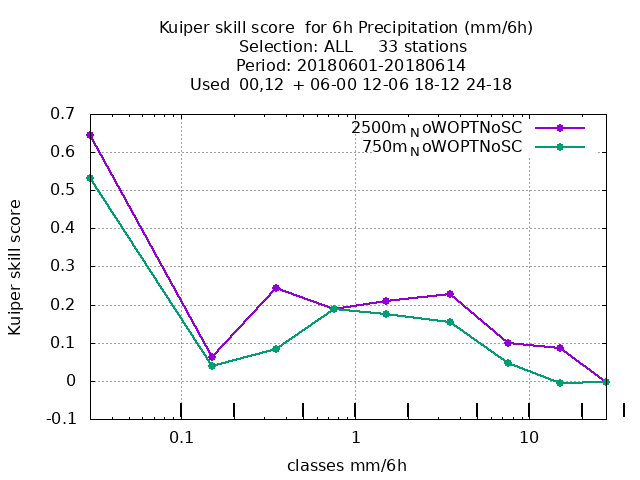 Kuiper skill score  for 6h Precipitation (mm/6h)
Selection: ALL     33 stations
Period: 20180601-20180614
Used  00,12  + 06-00 12-06 18-12 24-18
2500mNoWOPTNoSC
750mNoWOPTNoSC
0.7
0.6
0.5
0.4
0.3
0.2
0.1
0
-0.1
Kuiper skill score
0.1
1
10
classes mm/6h